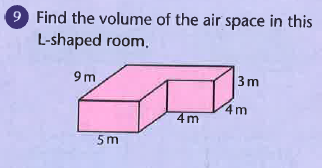 9 Find the volume of the air space in this
L-shaped room.
9 m
3 m
4 m
4 m
5 m